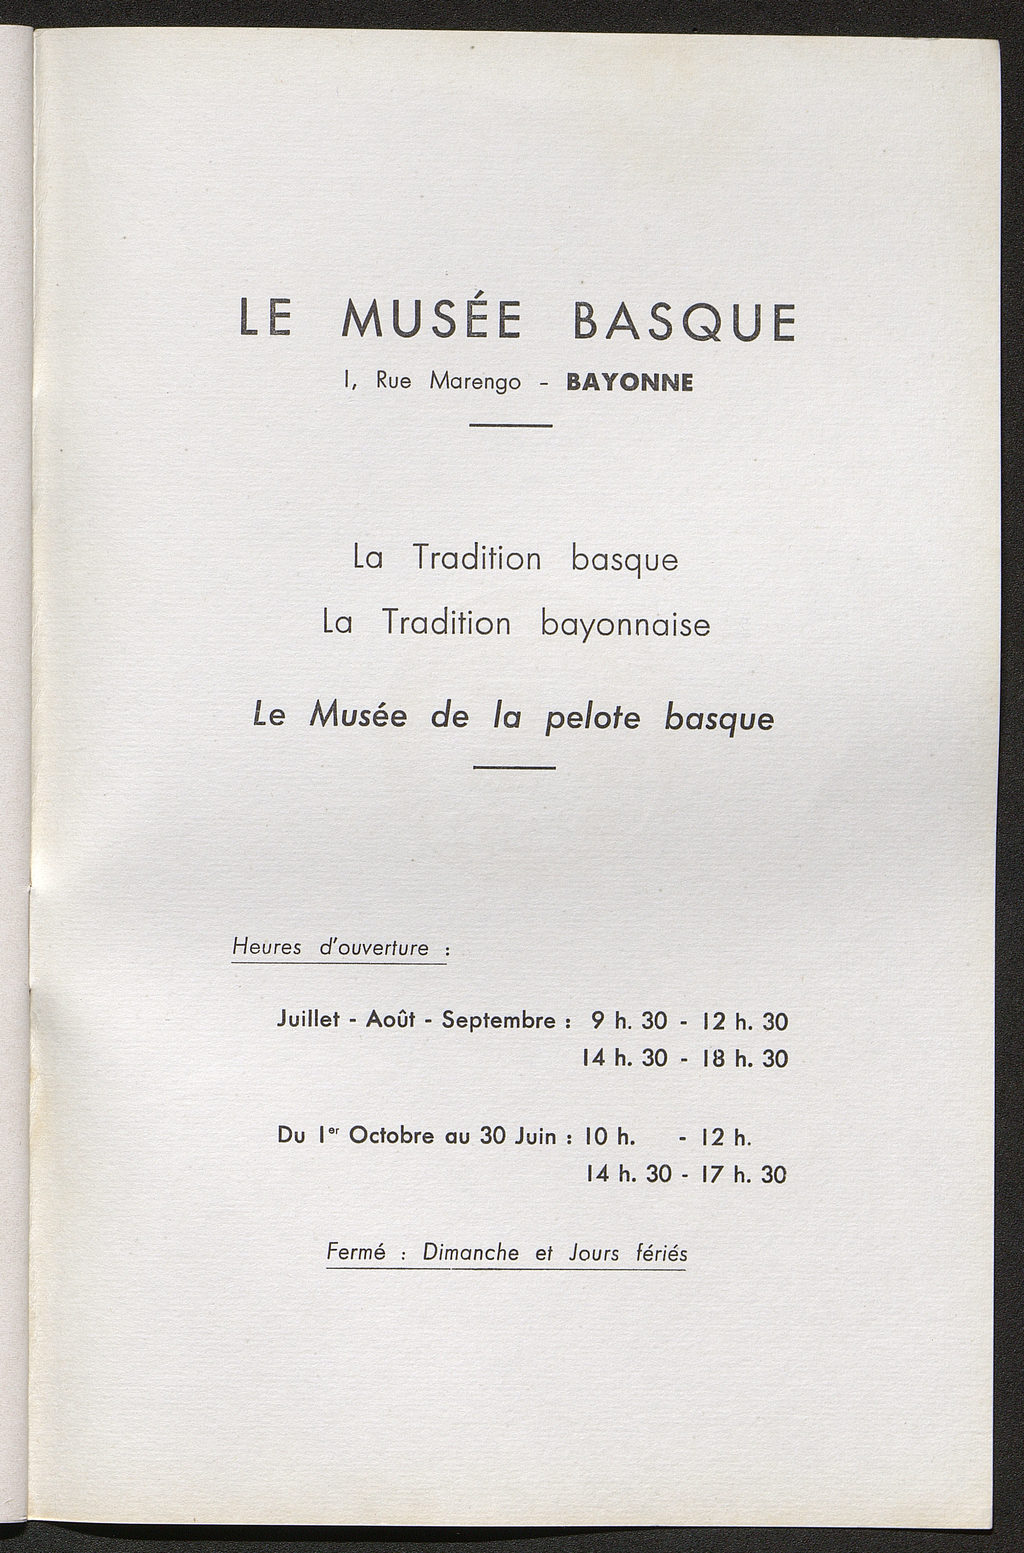 LE MUSÉE BASQUE
1, Rue Marengo - BAYONNE
La Tradition basque
La Tradition bayonnaise
Le Musée de la pelote basque
Heures d'ouverture :
Juillet - Août - Septembre : 9 h. 30 - 12 h. 30
14 h. 30 - 18 h. 30
Du 1er Octobre au 30 Juin : 10 h. - 12 h.
14 h. 30 - 17 h. 30
Fermé : Dimanche et Jours fériés